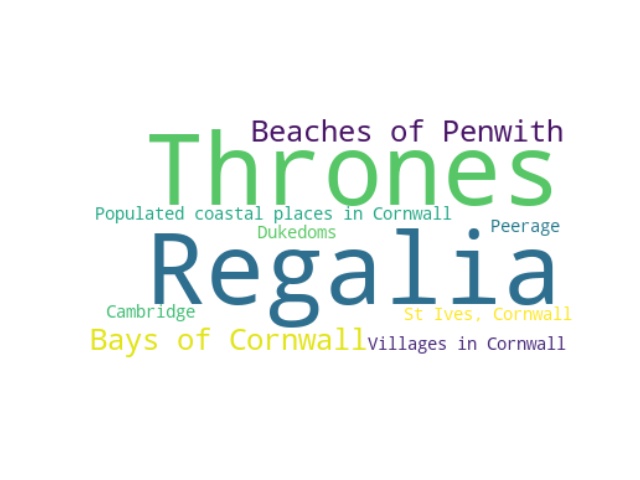 Beaches of Penwith
Thrones
Populated coastal places in Cornwall
Peerage
Dukedoms
Regalia
Cambridge
St Ives, Cornwall
Bays of Cornwall
Villages in Cornwall